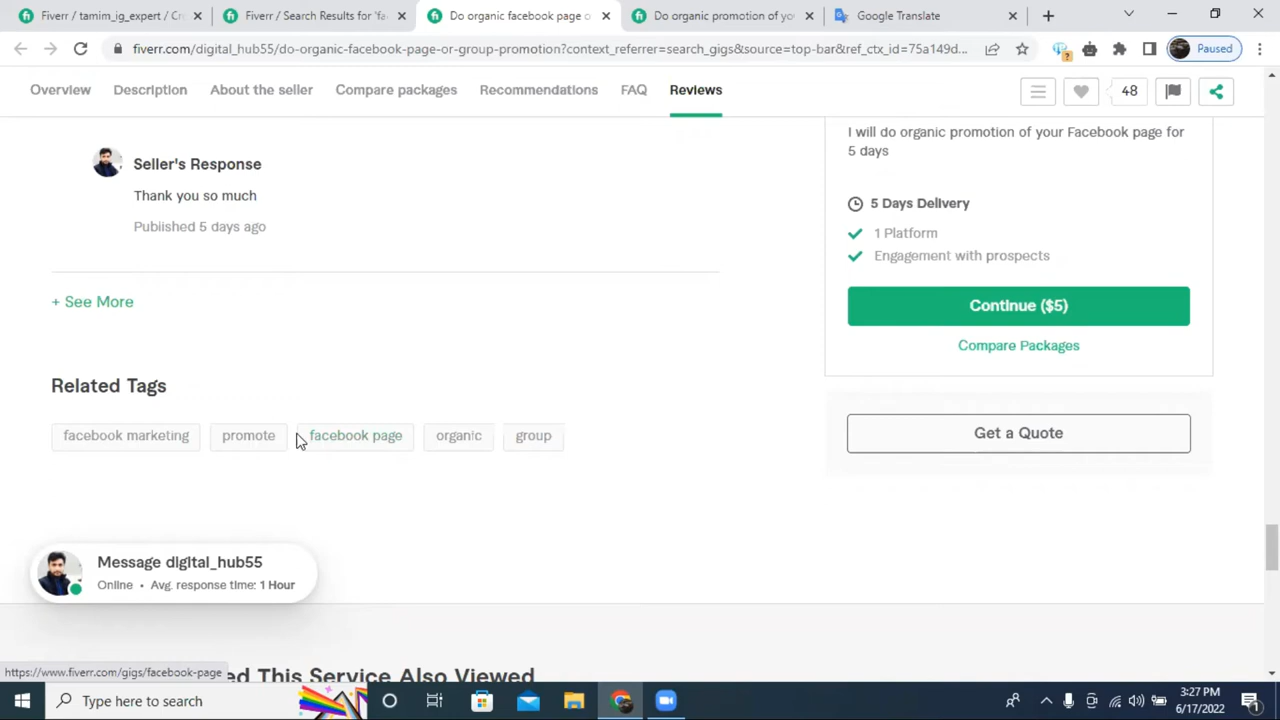 Fiverr / tamim_ig_expert / Cr
Fiverr / Search Results for 'fa
Do organic facebook page o
Do organic promotion of yo
Google Translate
fiverr.com/digital_hub55/do-organic-facebook-page-or-group-promotion?context_referrer=search_gigs&source=top-bar&ref_ctx_id=75a149d...
Paused
Overview
Description
About the seller
Compare packages
Recommendations
FAQ
Reviews
48
I will do organic promotion of your Facebook page for
5 days
Seller's Response
Thank you so much
Published 5 days ago
5 Days Delivery
1 Platform
Engagement with prospects
+ See More
Continue ($5)
Compare Packages
Related Tags
facebook marketing
promote
facebook page
organic
group
Get a Quote
Message digital_hub55
Online • Avg. response time: 1 Hour
https://www.fiverr.com/gigs/facebook-page
ed This Service Also Viewed
Type here to search
3:27 PM
6/17/2022
1